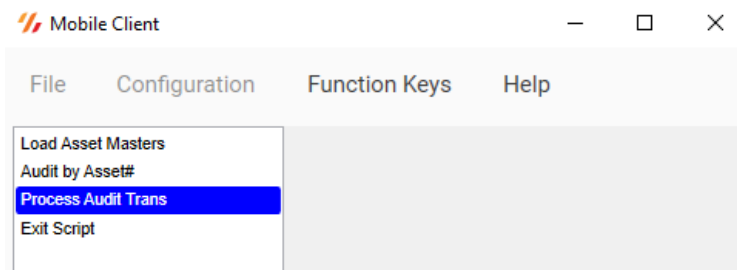 Mobile Client
File Configuration Function Keys Help
Load Asset Masters
Audit by Asset#
Process Audit Trans
Exit Script